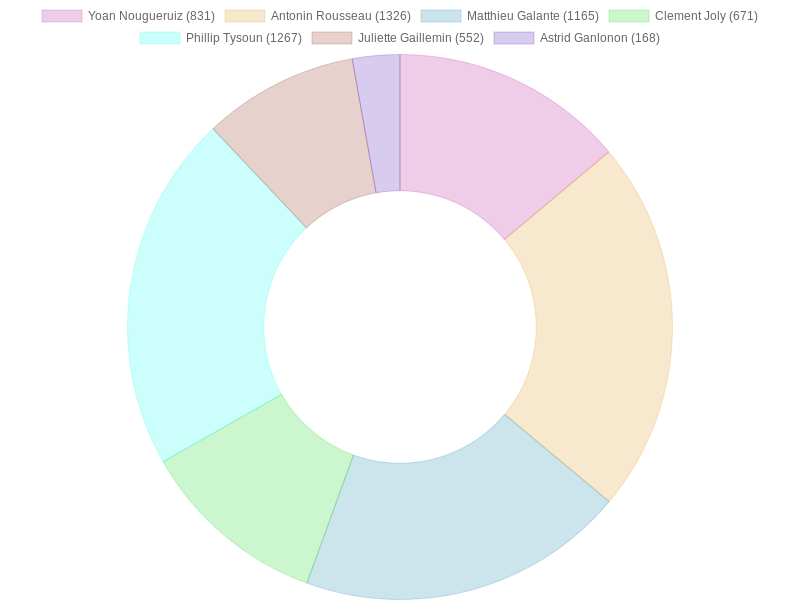 Yoan Nougueruiz (831) Antonin Rousseau (1326) Matthieu Galante (1165) Clement Joly (671)
Phillip Tysoun (1267) Juliette Gaillemin (552) Astrid Ganlonon (168)